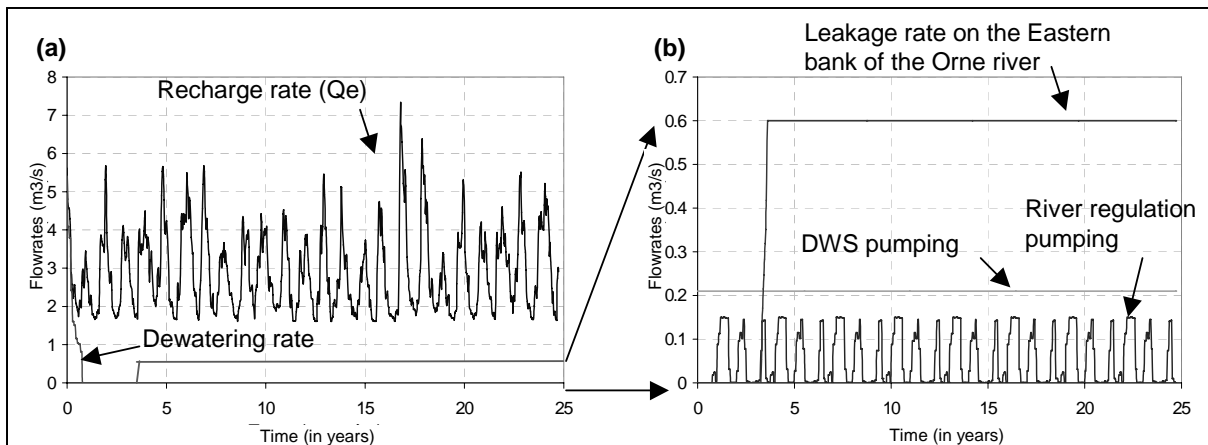 (a)
8
7
6
5
4
3
2
1
0
Flowrates (m3/s)
Recharge rate (Qe)
Dewatering rate
0 5 10 15 20 25
Time (in years)
(b)
Leakage rate on the Eastern
bank of the Orne river
0.7
0.6
0.5
0.4
0.3
0.2
0.1
0
Flowrates (m3/s)
DWS pumping
River regulation
pumping
0 5 10 15 20 25
Time (in years)